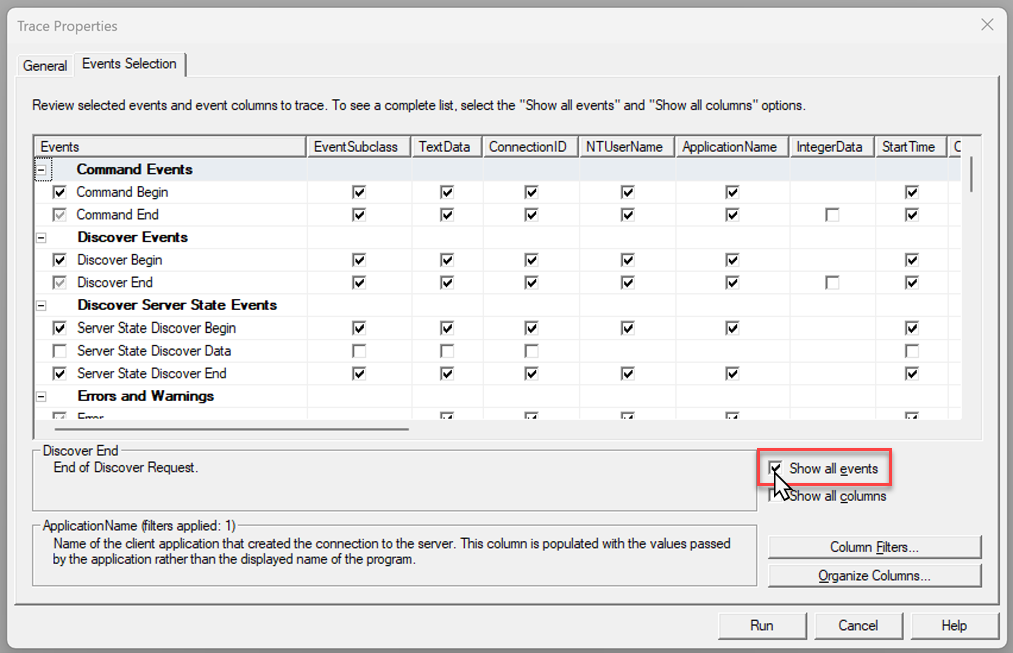 Trace Properties
General
Events Selection
Review selected events and event columns to trace. To see a complete list, select the "Show all events" and "Show all columns" options.
Events EventSubclass TextData ConnectionID NTUserName ApplicationName IntegerData StartTime C
Command Events
Command Begin
Command End
Discover Events
Discover Begin
Discover End
Discover Server State Events
Server State Discover Begin
Server State Discover Data
Server State Discover End
Errors and Warnings
Error
Discover End
End of Discover Request.
Show all events
Show all columns
ApplicationName (filters applied: 1)
Name of the client application that created the connection to the server. This column is populated with the values passed
by the application rather than the displayed name of the program.
Column Filters...
Organize Columns...
Run Cancel Help